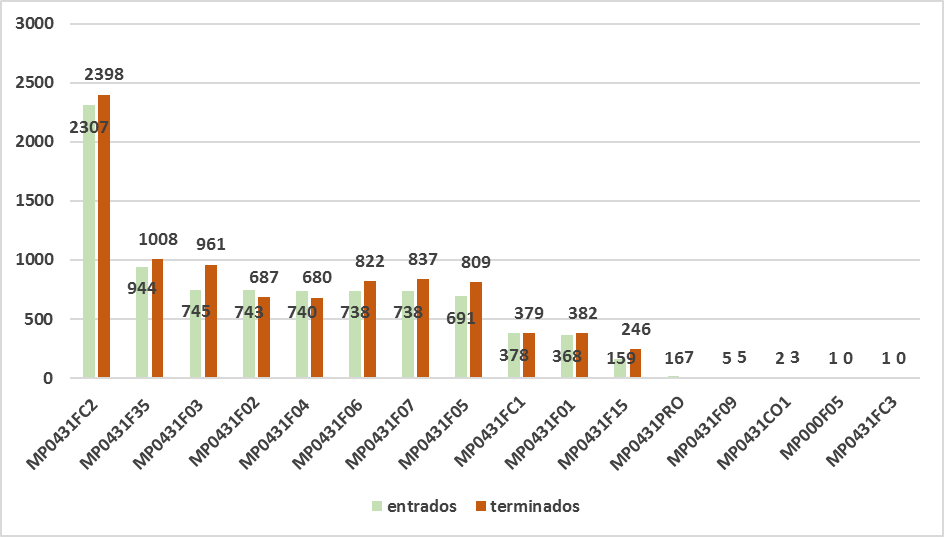 3000
2500
2000
1500
1000
500
0
2398
2307
1008
944
961
745
687
743
680
740
822
738
837
738
809
691
379
378
382
368
246
159
167
5 5
2 3
1 0
1 0
MP0431FC2
MP0431F35
MP0431F03
MP0431F02
MP0431F04
MP0431F06
MP0431F07
MP0431F05
MP0431FC1
MP0431F01
MP0431F15
MP0431PRO
MP0431F09
MP0431CO1
MP000F05
MP0431FC3
entrados terminados